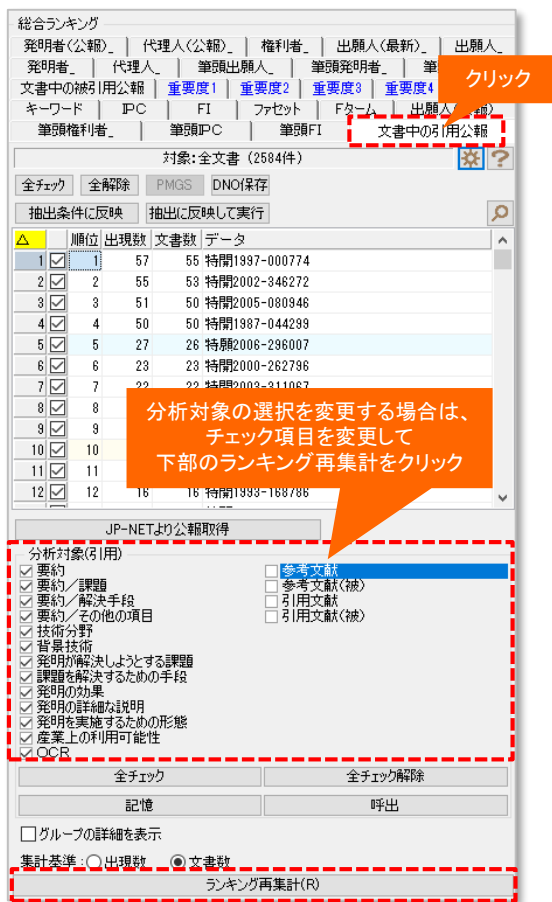 総合ランキング
発明者(公報)_ 代理人(公報)_ 権利者_ 出願人(最新)_ 出願人_
発明者_ 代理人_ 筆頭出願人_ 筆頭発明者_
文書中の被引用公報 重要度1 重要度2 重要度3 重要度4
クリック
キーワード IPC FI ファセット Fターム
筆頭権利者_ 筆頭IPC 筆頭FI 文書中の引用公報
対象:全文書 (2584件)
全チェック 全解除 PMGS DNO保存
抽出条件に反映 抽出に反映して実行
△ 順位 出現数 文書数 データ
1 1 57 55 特開1997-000774
2 2 55 53 特開2002-346272
3 3 51 50 特開2005-080946
4 4 50 50 特開1987-044299
5 5 27 26 特願2006-296007
6 6 23 23 特開2000-262796
7 7 22 22 特開2003-311067
8 8
9 9
10 10
11 11
12 12 16 16 特開1993-168786
分析対象の選択を変更する場合は、
チェック項目を変更して
下部のランキング再集計をクリック
JP-NETより公報取得
分析対象(引用)
要約
要約/課題
要約/解決手段
要約/その他の項目
技術分野
背景技術
発明が解決しようとする課題
課題を解決するための手段
発明の効果
発明の詳細な説明
発明を実施するための形態
産業上の利用可能性
OCR
参考文献
参考文献(被)
引用文献
引用文献(被)
全チェック 全チェック解除
記憶 呼出
グループの詳細を表示
集計基準: 出現数 文書数
ランキング再集計(R)